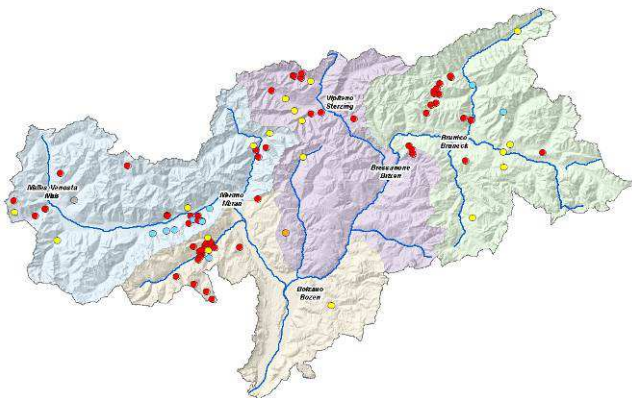 Vipiteno
Sterzing
Brunico
Bruneck
Bressanone
Brixen
Malles Venosta
Mals
Merano
Meran
Bolzano
Bozen